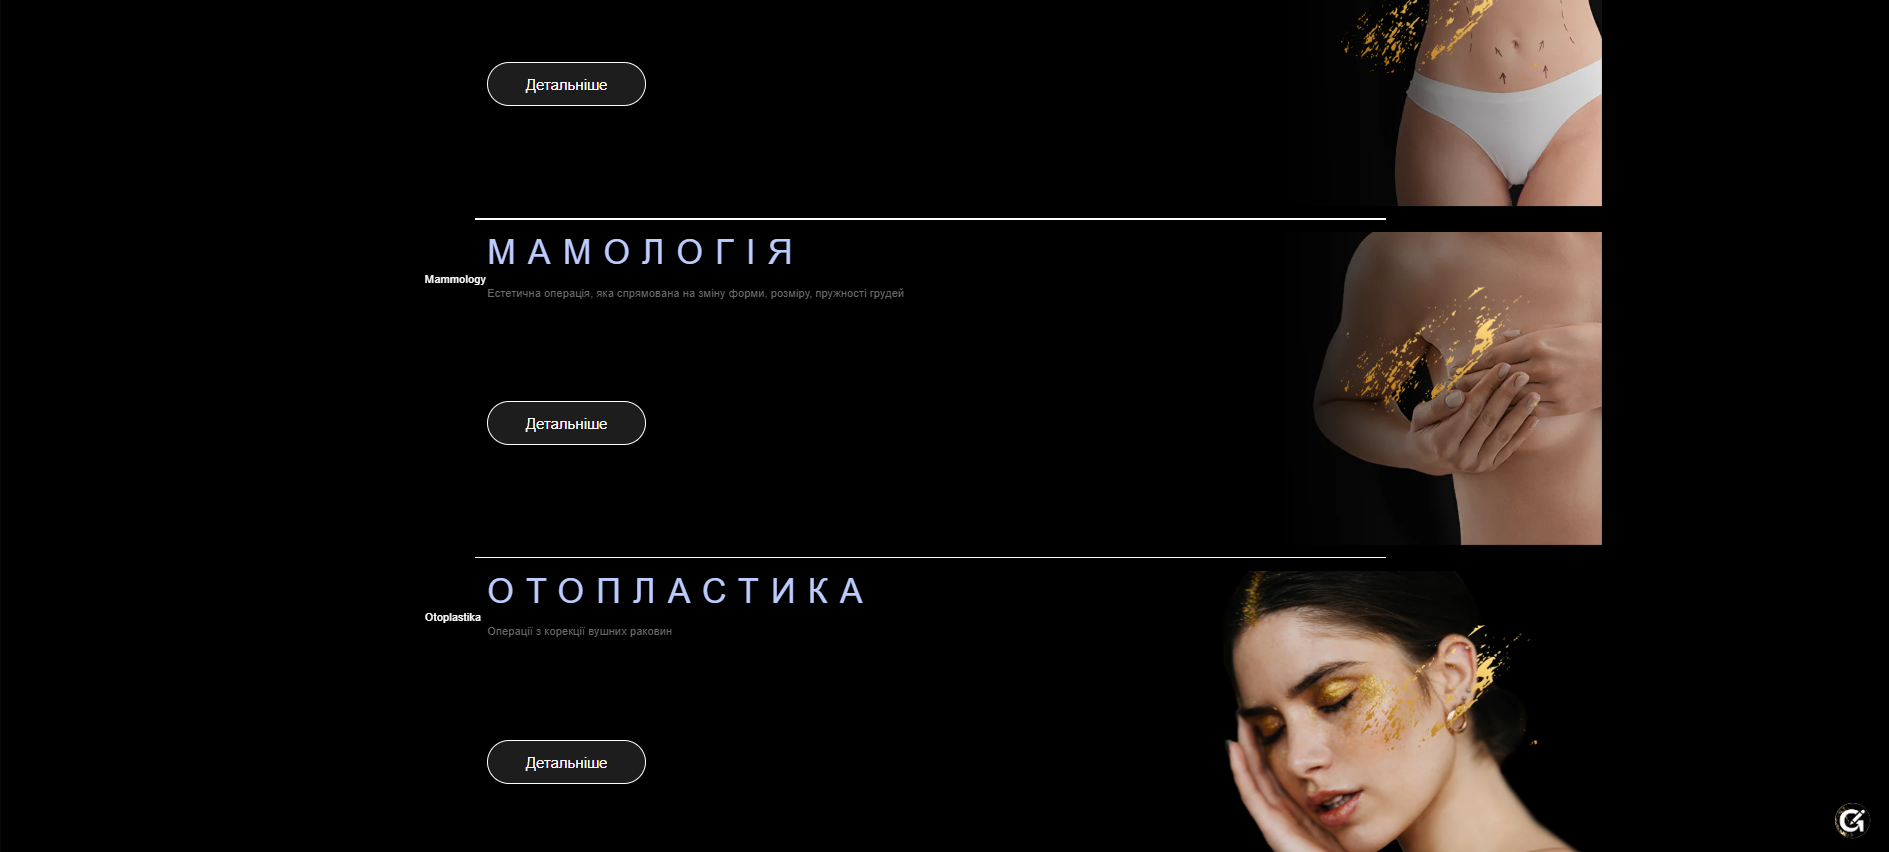 Детальніше
МАМОЛОГІЯ
Mammology
Естетична операція, яка спрямована на зміну форми, розміру, пружності грудей
Детальніше
ОТОПЛАСТИКА
Otoplastika
Операції з корекції вушних раковин
Детальніше